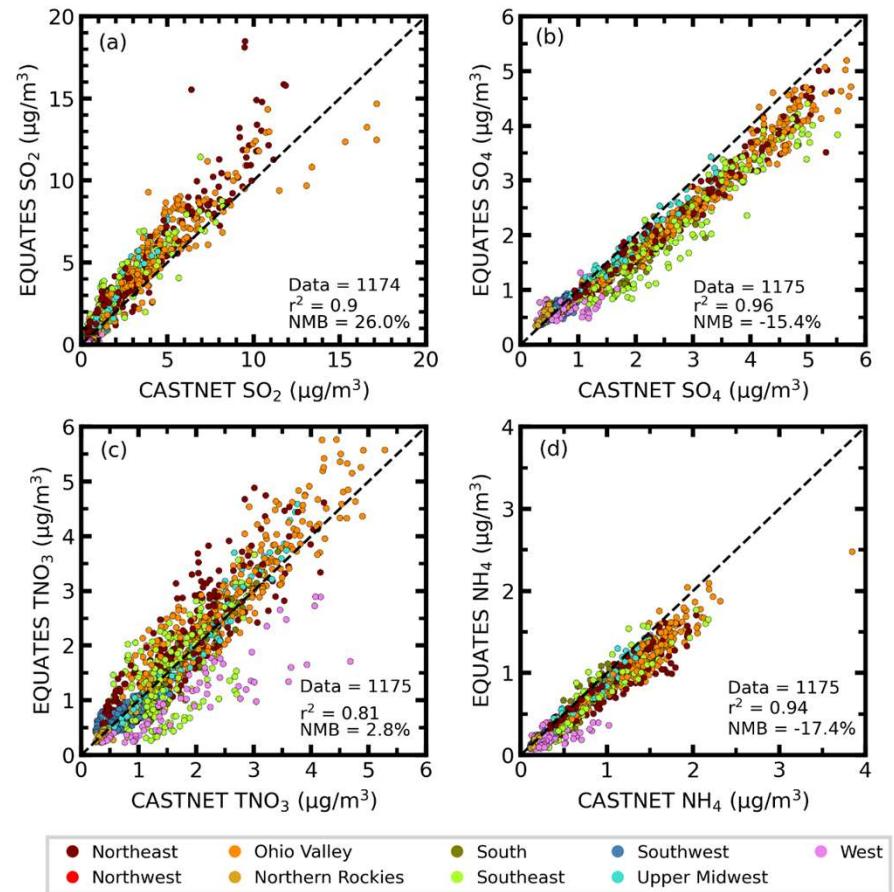 (a)
EQUATES SO₂ (µg/m³)
20
15
10
5
0
Data = 1174
r² = 0.9
NMB = 26.0%
0 5 10 15 20
CASTNET SO₂ (µg/m³)
(b)
EQUATES SO₄ (µg/m³)
6
5
4
3
2
1
0
Data = 1175
r² = 0.96
NMB = -15.4%
0 1 2 3 4 5 6
CASTNET SO₄ (µg/m³)
(c)
EQUATES TNO₃ (µg/m³)
6
5
4
3
2
1
0
Data = 1175
r² = 0.81
NMB = 2.8%
0 1 2 3 4 5 6
CASTNET TNO₃ (µg/m³)
(d)
EQUATES NH₄ (µg/m³)
4
3
2
1
0
Data = 1175
r² = 0.94
NMB = -17.4%
0 1 2 3 4
CASTNET NH₄ (µg/m³)
Northeast Ohio Valley South Southwest West
Northwest Northern Rockies Southeast Upper Midwest